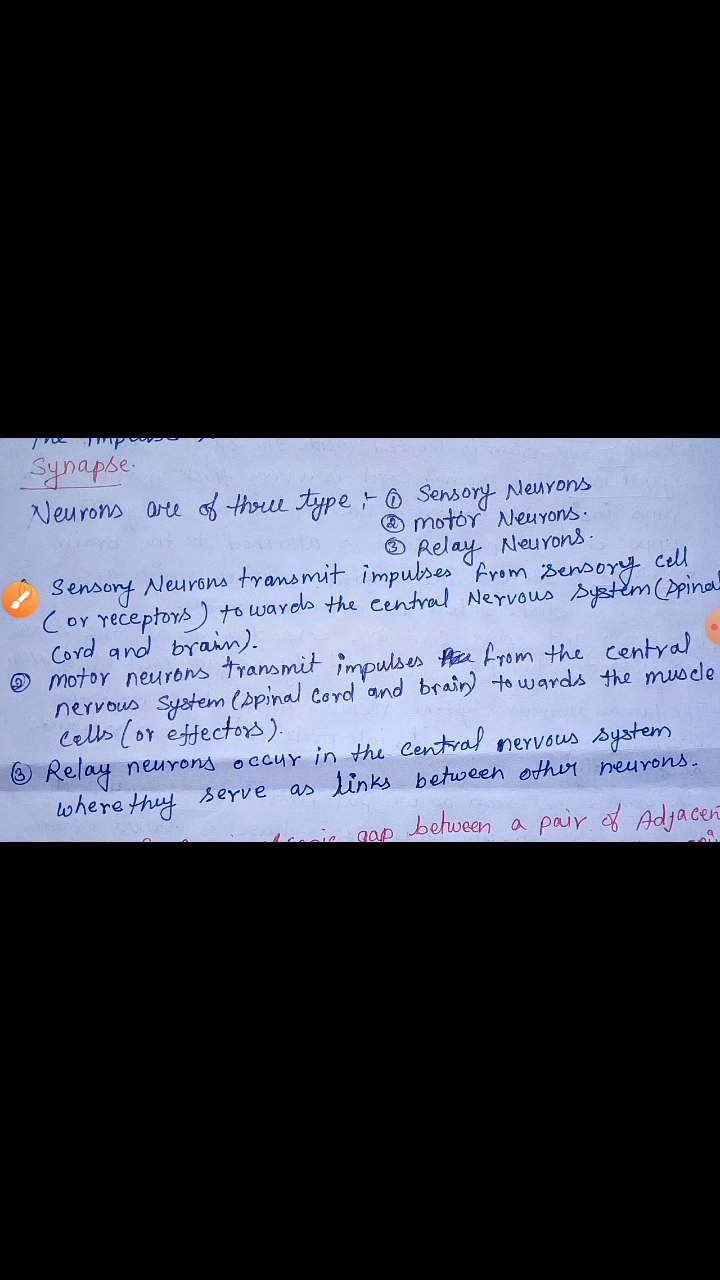 The Impulse
Synapse.
Neurons are of three type :- ① Sensory Neurons
② motor Neurons.
③ Relay Neurons.
Sensory Neurons transmit impulses from sensory cell
(or receptors) towards the central Nervous System (Spinal
Cord and brain).
② motor neurons transmit impulses from the central
nervous System (Spinal Cord and brain) towards the muscle
cells (or effectors).
③ Relay neurons occur in the central nervous system
where they serve as links between other neurons.
gap between a pair of Adjacen